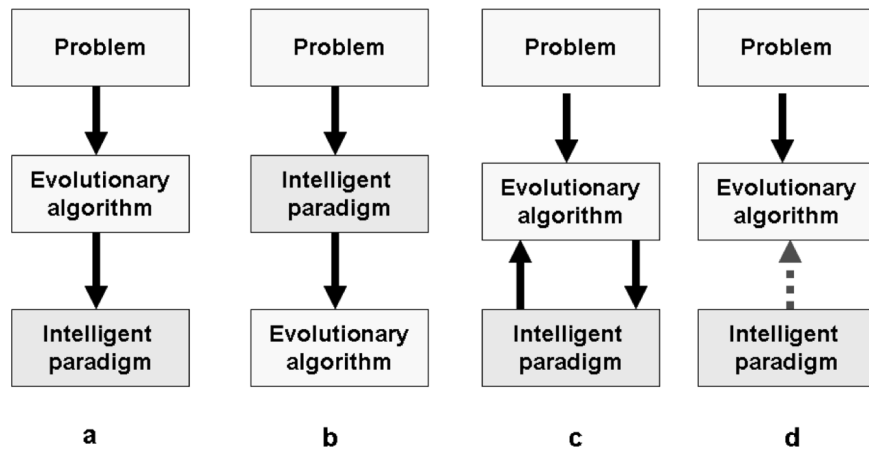 Problem
Evolutionary
algorithm
Intelligent
paradigm
a
Problem
Intelligent
paradigm
Evolutionary
algorithm
b
Problem
Evolutionary
algorithm
Intelligent
paradigm
c
Problem
Evolutionary
algorithm
Intelligent
paradigm
d